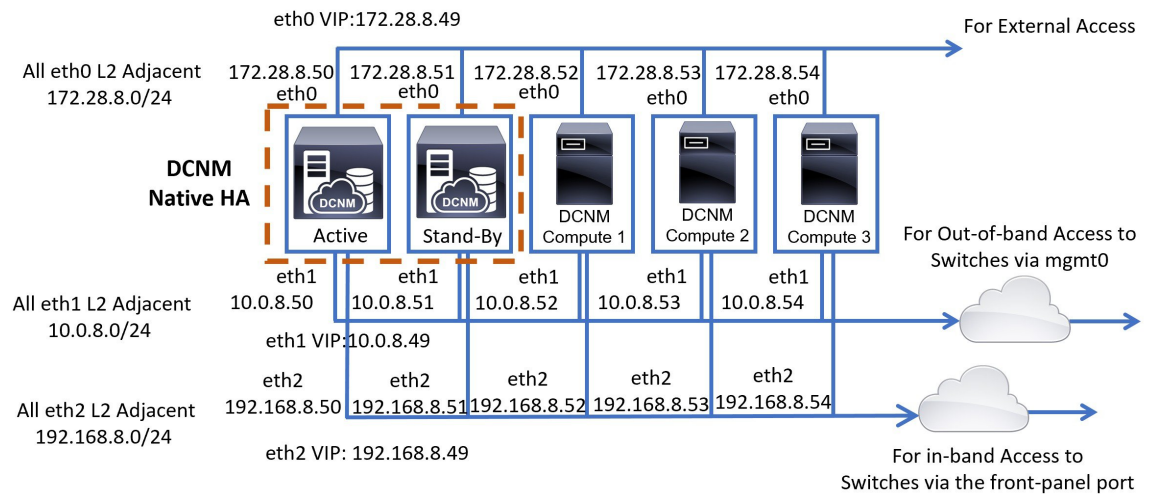 eth0 VIP:172.28.8.49
For External Access
All eth0 L2 Adjacent
172.28.8.0/24
172.28.8.50
eth0
172.28.8.51
eth0
172.28.8.52
eth0
172.28.8.53
eth0
172.28.8.54
eth0
DCNM
Native HA
DCNM
Active
DCNM
Stand-By
DCNM
Compute 1
DCNM
Compute 2
DCNM
Compute 3
For Out-of-band Access to
Switches via mgmt0
All eth1 L2 Adjacent
10.0.8.0/24
eth1
10.0.8.50
eth1
10.0.8.51
eth1
10.0.8.52
eth1
10.0.8.53
eth1
10.0.8.54
eth1 VIP:10.0.8.49
All eth2 L2 Adjacent
192.168.8.0/24
eth2
192.168.8.50
eth2
192.168.8.51
eth2
192.168.8.52
eth2
192.168.8.53
eth2
192.168.8.54
eth2 VIP: 192.168.8.49
For in-band Access to
Switches via the front-panel port